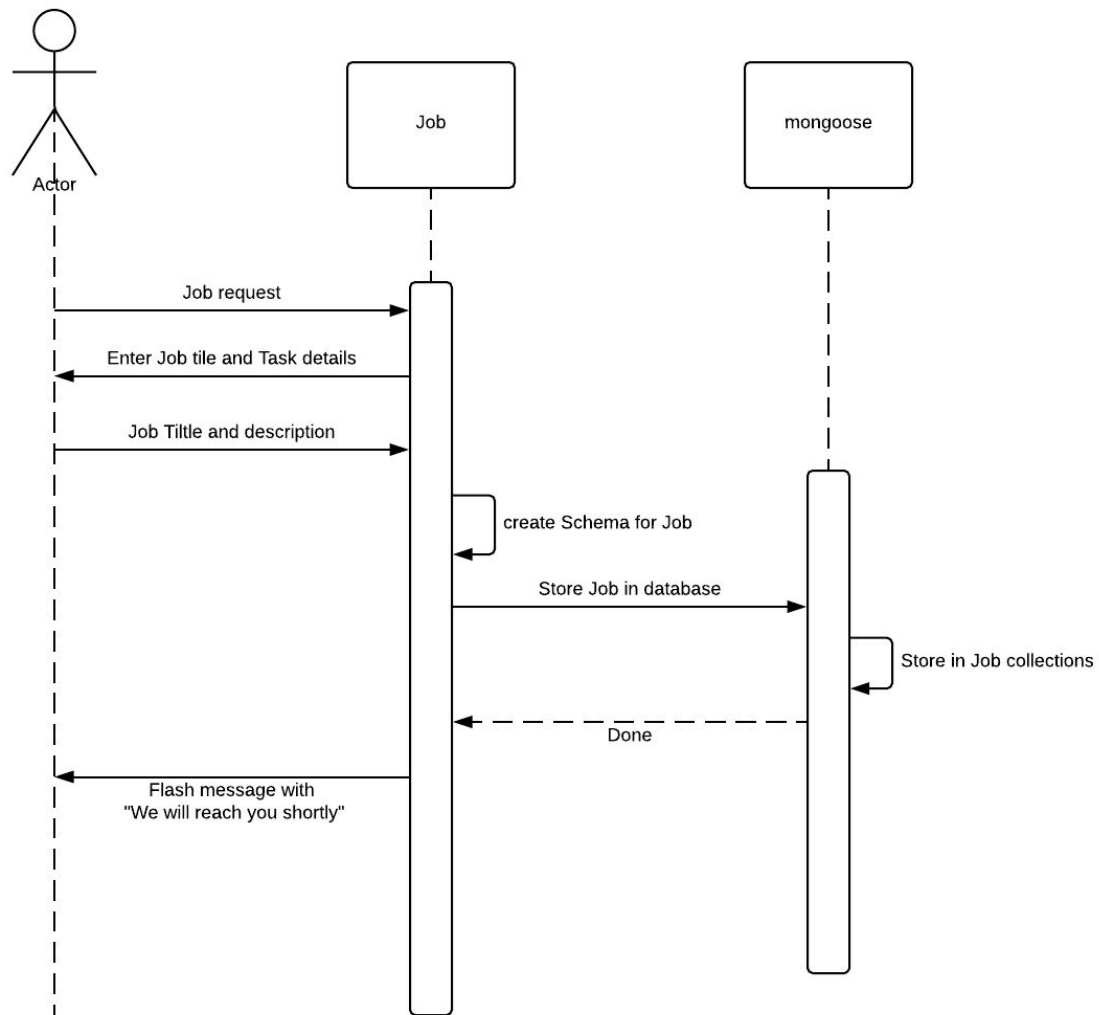 Actor
Job
mongoose
Job request
Enter Job tile and Task details
Job Tiltle and description
create Schema for Job
Store Job in database
Store in Job collections
Done
Flash message with
"We will reach you shortly"